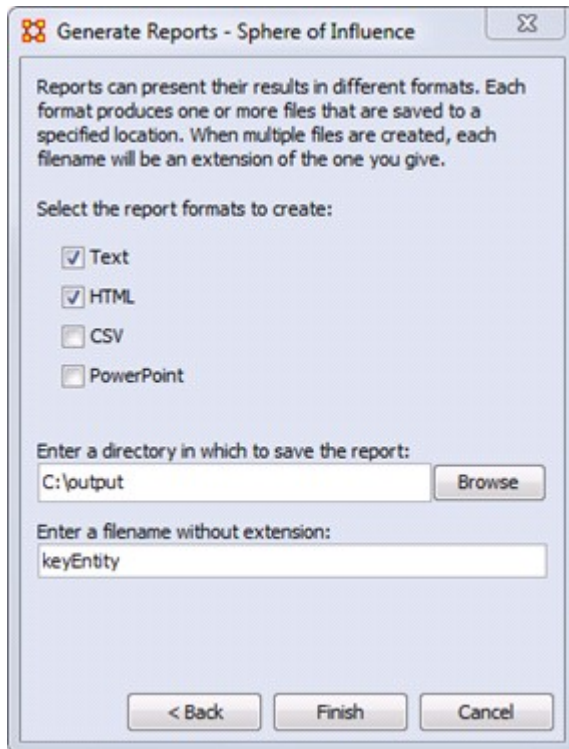 Generate Reports - Sphere of Influence
Reports can present their results in different formats. Each
format produces one or more files that are saved to a
specified location. When multiple files are created, each
filename will be an extension of the one you give.
Select the report formats to create:
Text
HTML
CSV
PowerPoint
Enter a directory in which to save the report:
C:\output
Browse
Enter a filename without extension:
keyEntity
< Back
Finish
Cancel